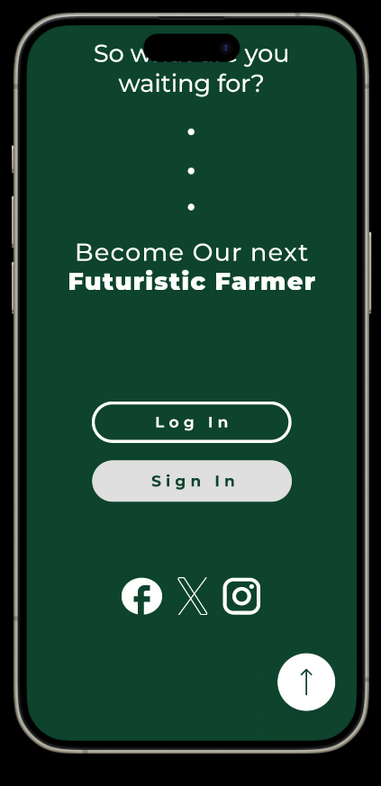 So you
waiting for?
Become Our next
Futuristic Farmer
Log In
Sign In